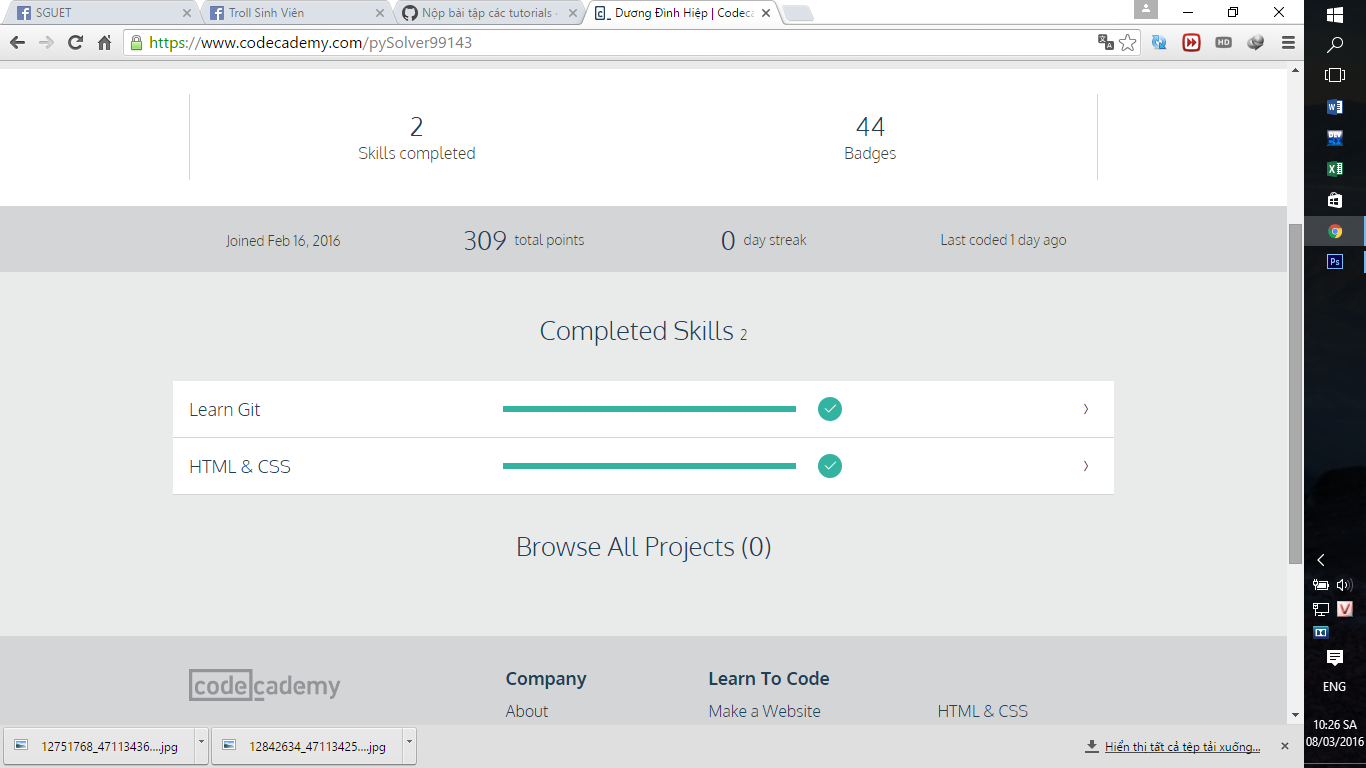 SGUET
Troll Sinh Viên
Nộp bài tập các tutorials
Dương Đình Hiệp | Codeca
https://www.codecademy.com/pySolver99143
HD
2
Skills completed
44
Badges
Joined Feb 16, 2016
309 total points
0 day streak
Last coded 1 day ago
Completed Skills 2
Learn Git
HTML & CSS
Browse All Projects (0)
codecademy
Company
Learn To Code
About
Make a Website
HTML & CSS
12751768_47113436....jpg
12842634_47113425....jpg
Hiển thị tất cả tệp tải xuống...
Ps
V
ENG
10:26 SA
08/03/2016